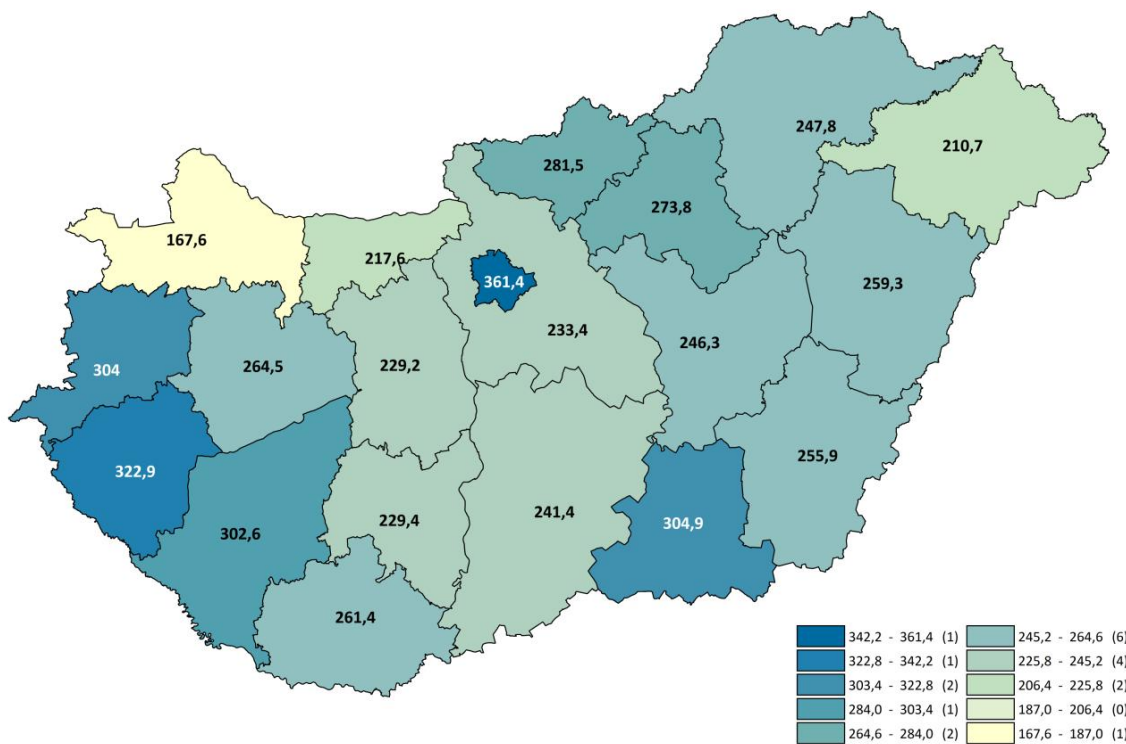 247,8
210,7
281,5
273,8
167,6
217,6
259,3
361,4
233,4
246,3
264,5
229,2
304
255,9
322,9
241,4
229,4
304,9
302,6
261,4
342,2 - 361,4 (1)
322,8 - 342,2 (1)
303,4 - 322,8 (2)
284,0 - 303,4 (1)
264,6 - 284,0 (2)
245,2 - 264,6 (6)
225,8 - 245,2 (4)
206,4 - 225,8 (2)
187,0 - 206,4 (0)
167,6 - 187,0 (1)